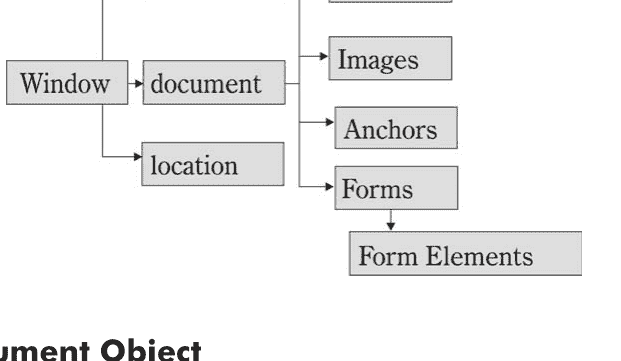 Images
Window
document
Anchors
location
Forms
Form Elements
ument Object